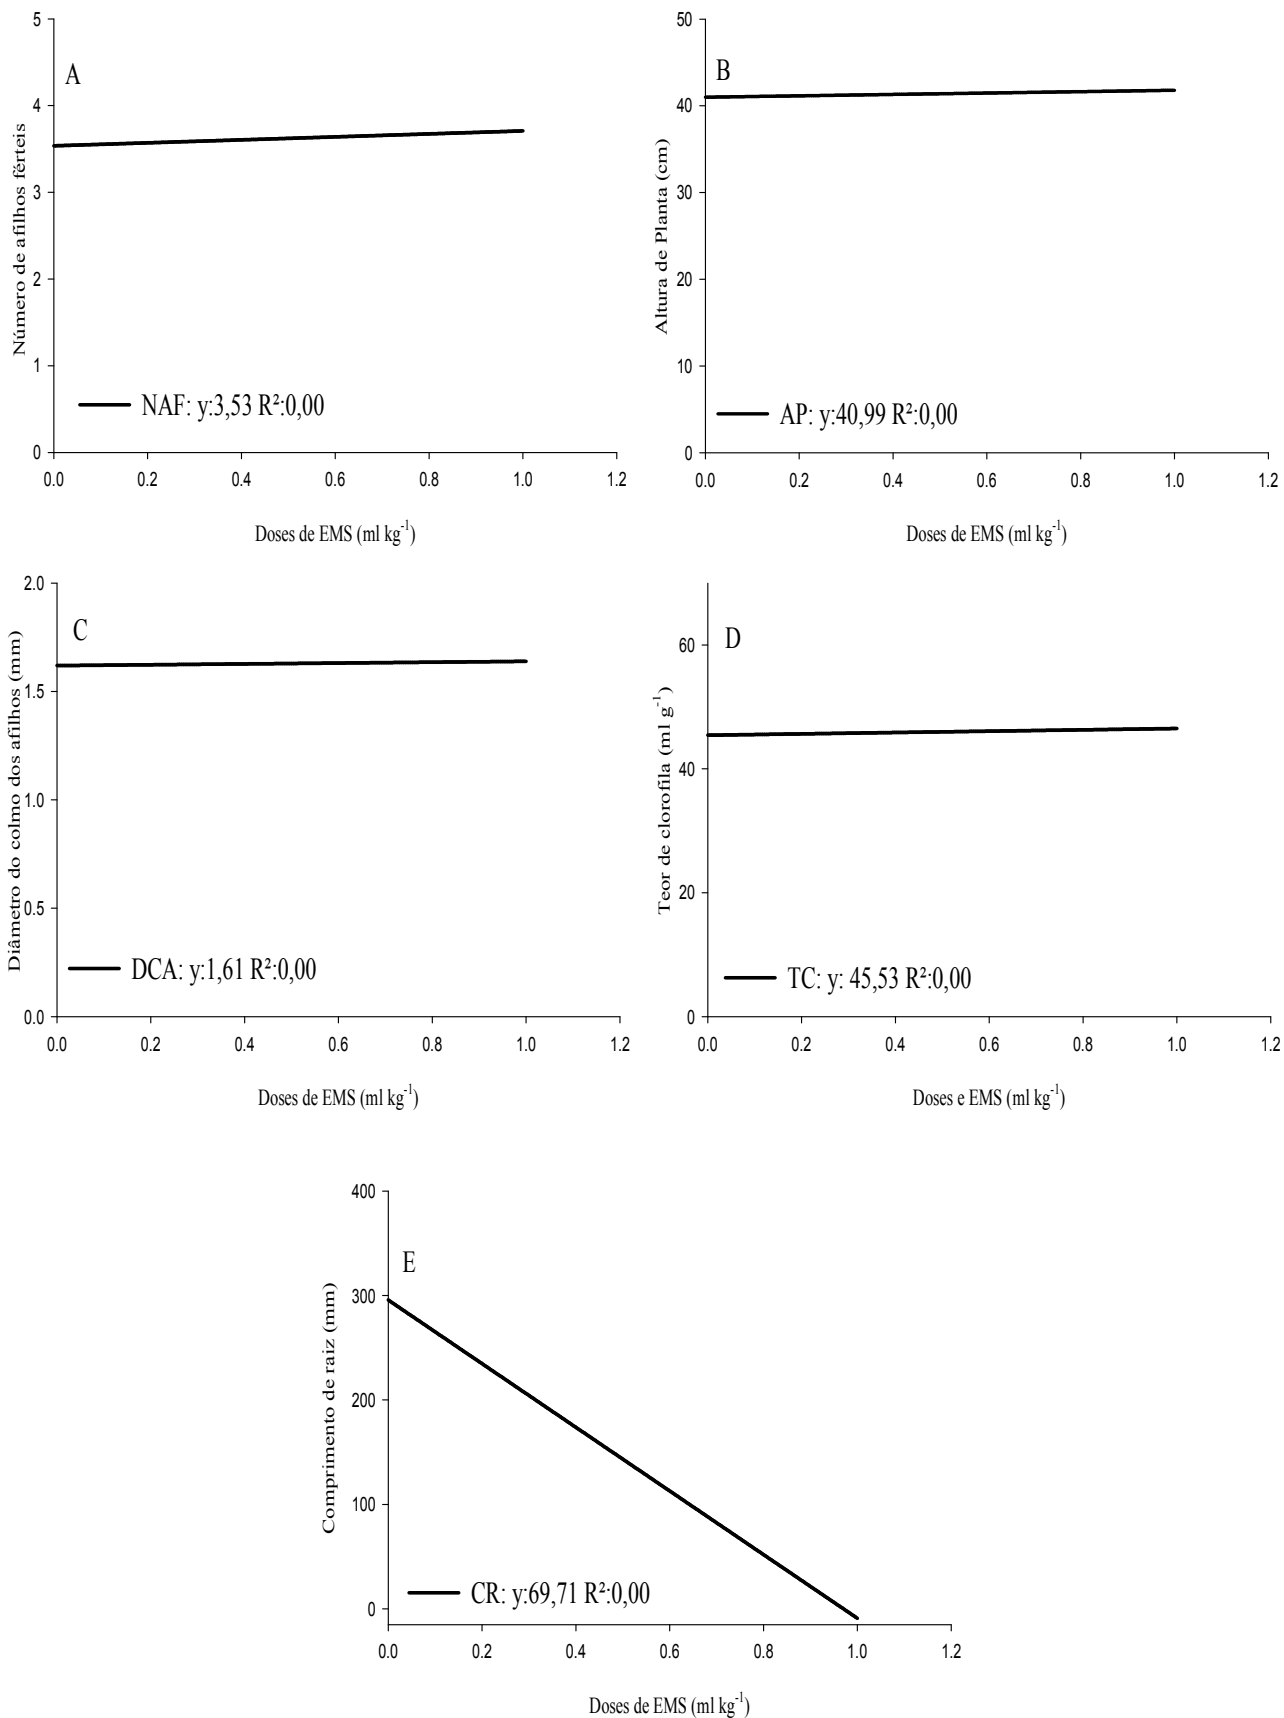 A
Número de afilhos férteis
5
4
3
2
1
0
NAF: y:3,53 R²:0,00
0.0 0.2 0.4 0.6 0.8 1.0 1.2
Doses de EMS (ml kg⁻¹)
B
Altura de Planta (cm)
50
40
30
20
10
0
AP: y:40,99 R²:0,00
0.0 0.2 0.4 0.6 0.8 1.0 1.2
Doses de EMS (ml kg⁻¹)
C
Diâmetro do colmo dos afilhos (mm)
2.0
1.5
1.0
0.5
0.0
DCA: y:1,61 R²:0,00
0.0 0.2 0.4 0.6 0.8 1.0 1.2
Doses de EMS (ml kg⁻¹)
D
Teor de clorofila (ml g⁻¹)
60
40
20
0
TC: y: 45,53 R²:0,00
0.0 0.2 0.4 0.6 0.8 1.0 1.2
Doses e EMS (ml kg⁻¹)
E
Comprimento de raiz (mm)
400
300
200
100
0
CR: y:69,71 R²:0,00
0.0 0.2 0.4 0.6 0.8 1.0 1.2
Doses de EMS (ml kg⁻¹)